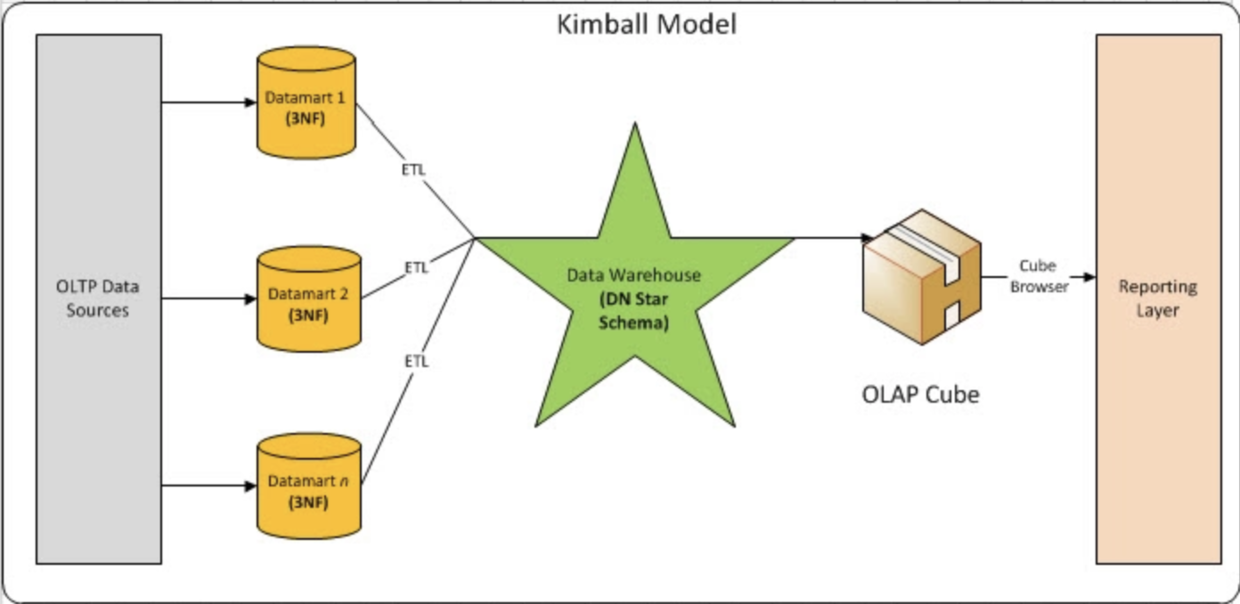 Kimball Model
OLTP Data
Sources
Datamart 1
(3NF)
ETL
Datamart 2
(3NF)
ETL
Datamart n
(3NF)
ETL
Data Warehouse
(DN Star
Schema)
OLAP Cube
Cube
Browser
Reporting
Layer